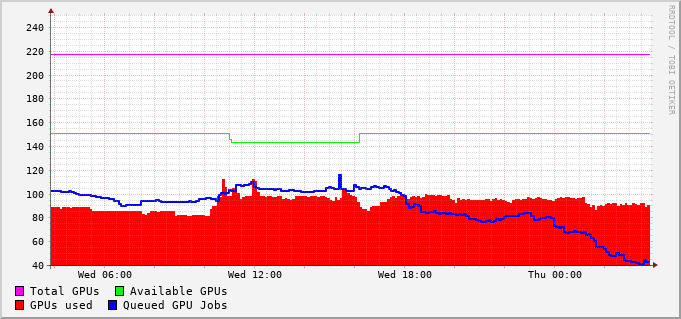 RRDTOOL / TOBI OETIKER
240
220
200
180
160
140
120
100
80
60
40
Wed 06:00 Wed 12:00 Wed 18:00 Thu 00:00
Total GPUs Available GPUs
GPUs used Queued GPU Jobs